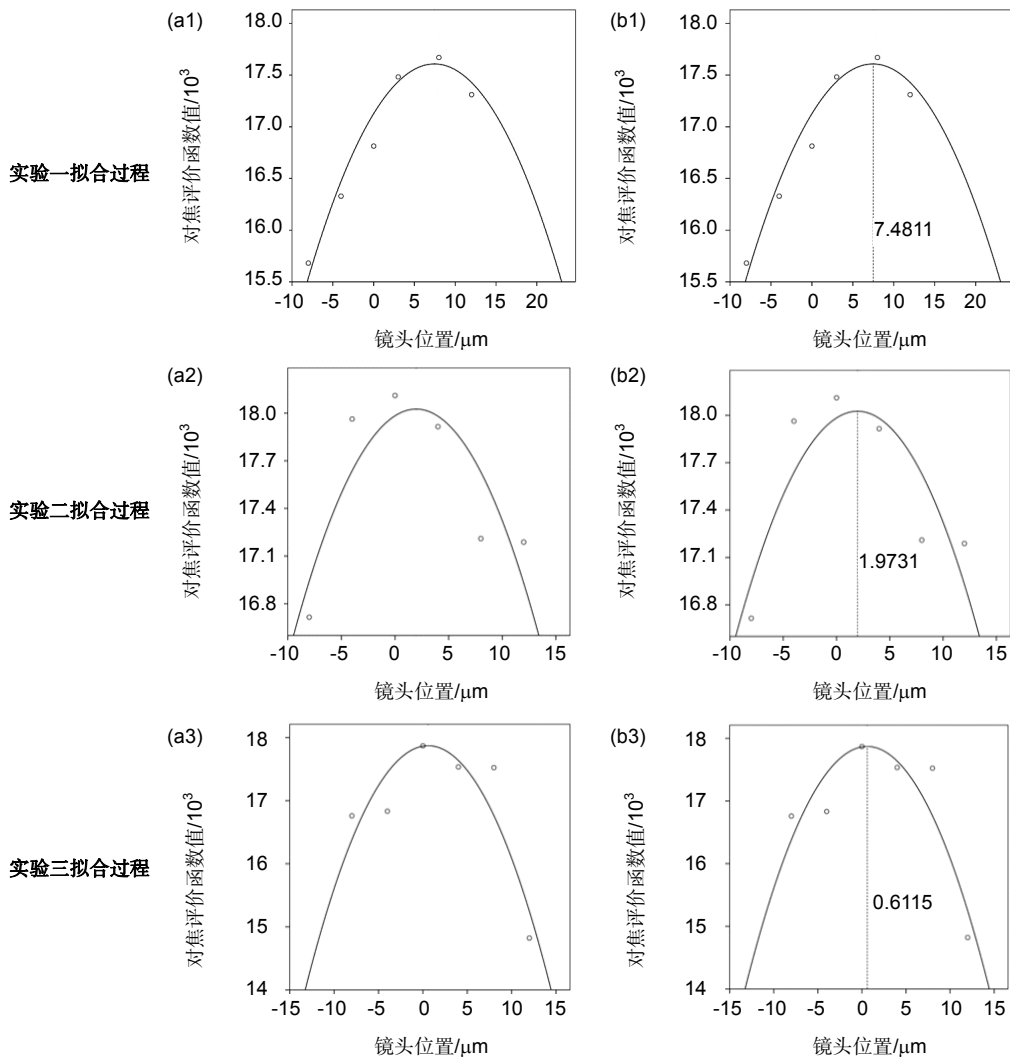 (a1)
对焦评价函数值/10³
18.0
17.5
17.0
16.5
16.0
15.5
-10 -5 0 5 10 15 20
镜头位置/μm
(b1)
对焦评价函数值/10³
18.0
17.5
17.0
16.5
16.0
15.5
7.4811
-10 -5 0 5 10 15 20
镜头位置/μm
实验一拟合过程
(a2)
对焦评价函数值/10³
18.0
17.7
17.4
17.1
16.8
-10 -5 0 5 10 15
镜头位置/μm
(b2)
对焦评价函数值/10³
18.0
17.7
17.4
17.1
16.8
1.9731
-10 -5 0 5 10 15
镜头位置/μm
实验二拟合过程
(a3)
对焦评价函数值/10³
18
17
16
15
14
-15 -10 -5 0 5 10 15
镜头位置/μm
(b3)
对焦评价函数值/10³
18
17
16
15
14
0.6115
-15 -10 -5 0 5 10 15
镜头位置/μm
实验三拟合过程